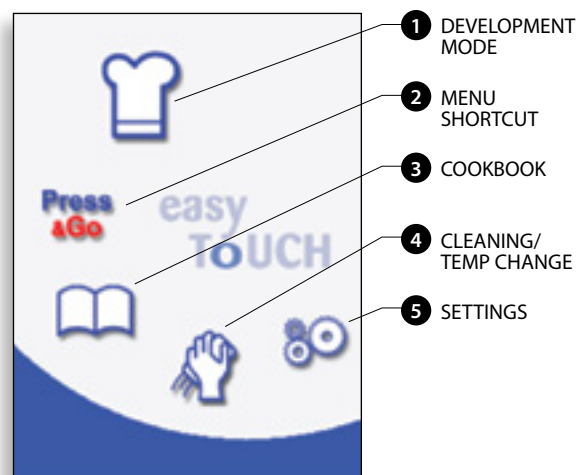 1 DEVELOPMENT
MODE
2 MENU
SHORTCUT
3 COOKBOOK
4 CLEANING/
TEMP CHANGE
5 SETTINGS
Press
&Go
easy
ToUCH